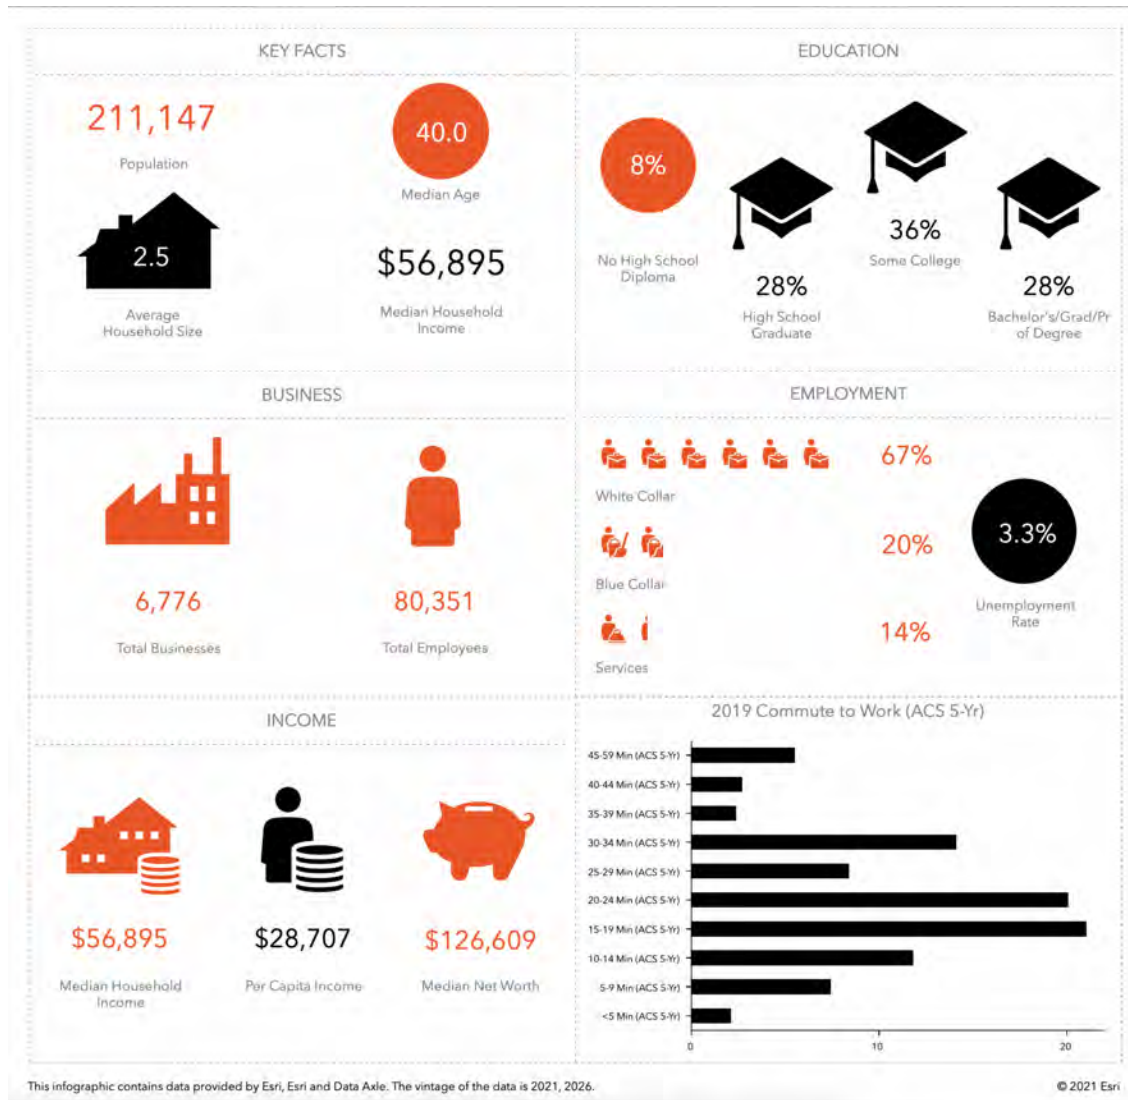 KEY FACTS
211,147
Population
40.0
Median Age
2.5
Average
Household Size
$56,895
Median Household
Income
EDUCATION
8%
No High School
Diploma
28%
High School
Graduate
36%
Some College
28%
Bachelor's/Grad/Pr
of Degree
BUSINESS
6,776
Total Businesses
80,351
Total Employees
EMPLOYMENT
67%
White Collar
20%
Blue Collar
14%
Services
3.3%
Unemployment
Rate
INCOME
$56,895
Median Household
Income
$28,707
Per Capita Income
$126,609
Median Net Worth
2019 Commute to Work (ACS 5-Yr)
45-59 Min (ACS 5-Yr)
40-44 Min (ACS 5-Yr)
35-39 Min (ACS 5-Yr)
30-34 Min (ACS 5-Yr)
25-29 Min (ACS 5-Yr)
20-24 Min (ACS 5-Yr)
15-19 Min (ACS 5-Yr)
10-14 Min (ACS 5-Yr)
5-9 Min (ACS 5-Yr)
<5 Min (ACS 5-Yr)
0 10 20
This infographic contains data provided by Esri, Esri and Data Axle. The vintage of the data is 2021, 2026.
© 2021 Esri